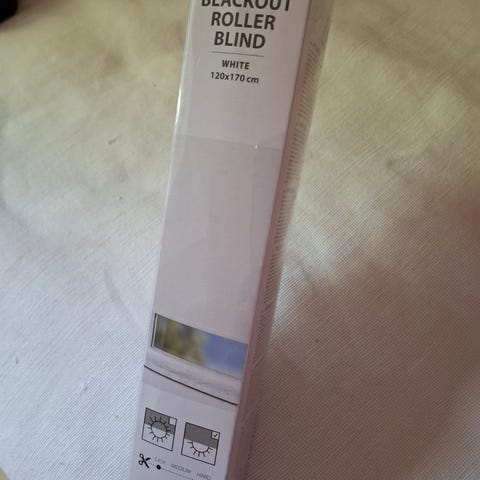 BLACKOUT
ROLLER
BLIND
WHITE
120x170 cm
EASY MEDIUM HARD